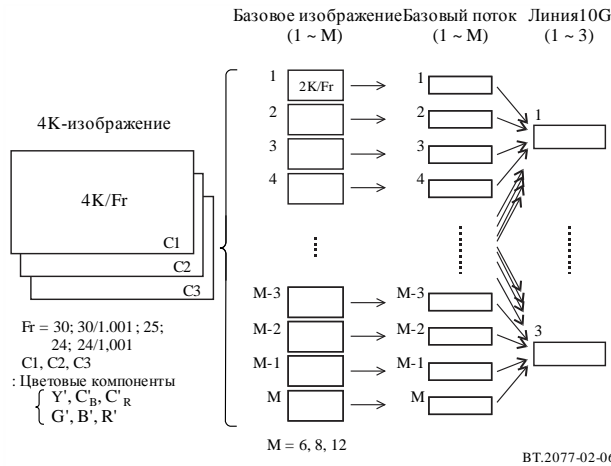 Базовое изображение Базовый поток Линия10G
(1 ~ M) (1 ~ M) (1 ~ 3)
1 2K/Fr 1
2 2 1
3 3
4 4
4K-изображение
4K/Fr
C1
C2
C3
M-3 M-3
M-2 M-2 3
M-1 M-1
M M
Fr = 30; 30/1.001; 25;
24; 24/1,001
C1, C2, C3
: Цветовые компоненты
Y', C'B, C'R
G', B', R'
M = 6, 8, 12
BT.2077-02-06